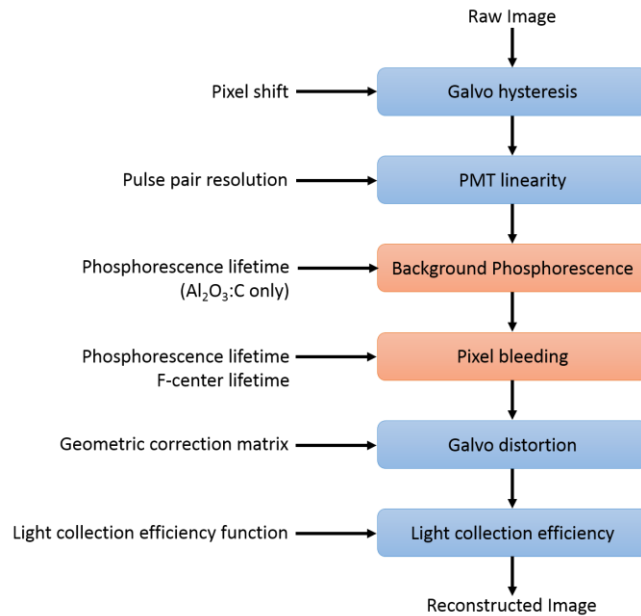 Raw Image
Pixel shift
Galvo hysteresis
Pulse pair resolution
PMT linearity
Phosphorescence lifetime
(Al₂O₃:C only)
Background Phosphorescence
Phosphorescence lifetime
F-center lifetime
Pixel bleeding
Geometric correction matrix
Galvo distortion
Light collection efficiency function
Light collection efficiency
Reconstructed Image